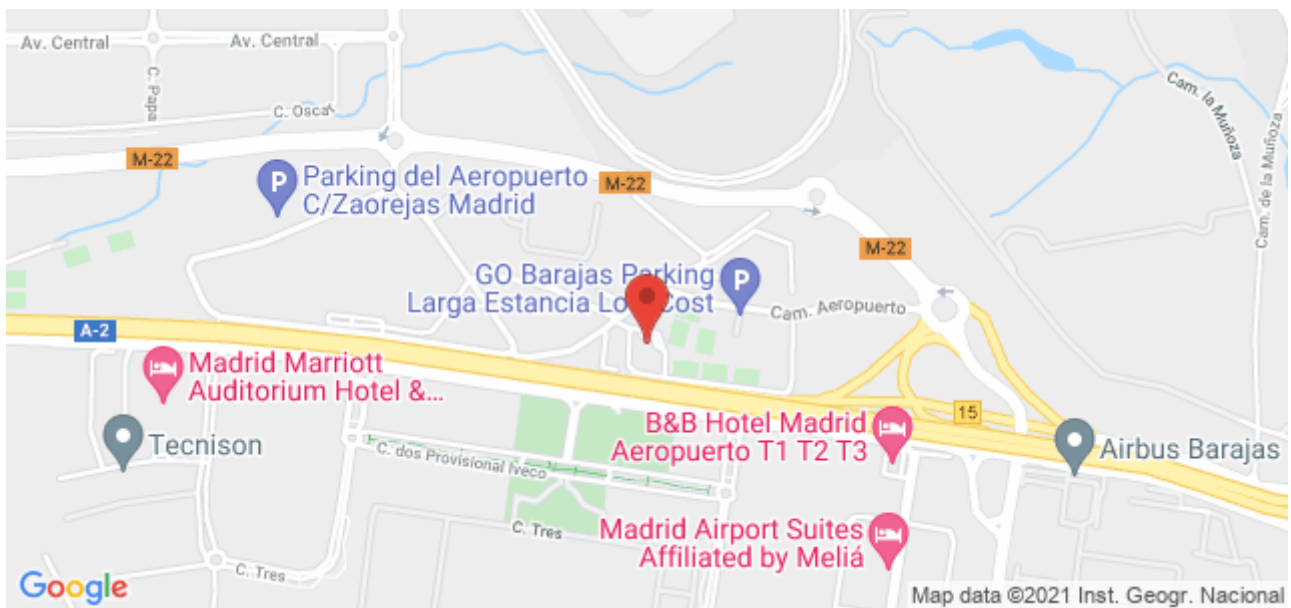 Av. Central
Av. Central
C. Papa
C. Osca
M-22
Parking del Aeropuerto
C/Zaorejas Madrid
M-22
Cam. la Muñoza
Cam. de la Muñoza
M-22
GO Barajas Parking
Larga Estancia Low Cost
Cam. Aeropuerto
A-2
Madrid Marriott
Auditorium Hotel &...
15
B&B Hotel Madrid
Aeropuerto T1 T2 T3
Tecnison
Airbus Barajas
C. dos Provisional Iveco
C. Tres
Madrid Airport Suites
Affiliated by Meliá
C. Tres
Google
Map data ©2021 Inst. Geogr. Nacional